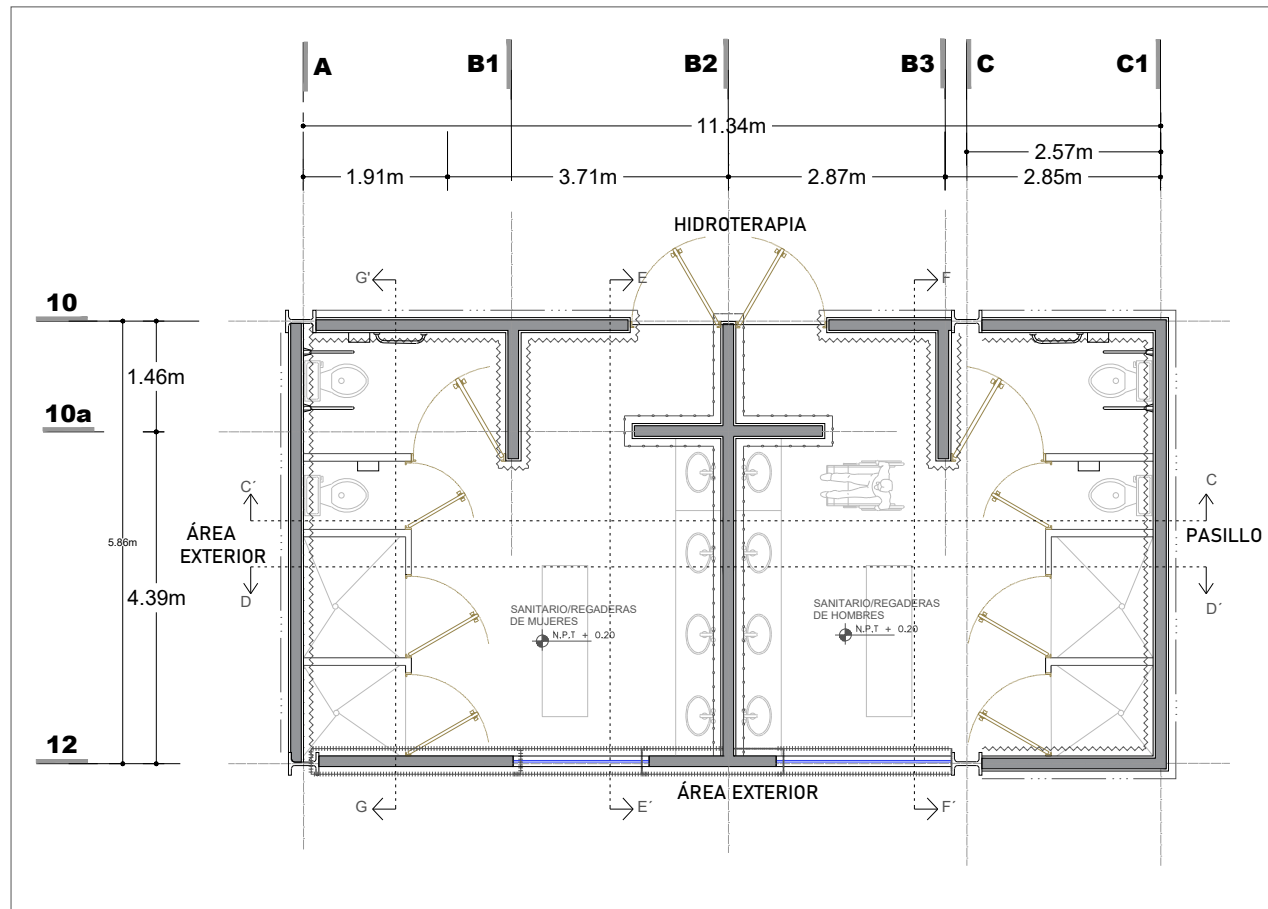 A
B1
B2
B3
C
C1
11.34m
2.57m
1.91m
3.71m
2.87m
2.85m
HIDROTERAPIA
G'
E
F
10
1.46m
10a
C´
C
ÁREA
EXTERIOR
PASILLO
5.86m
4.39m
D
D´
SANITARIO/REGADERAS
DE MUJERES
N.P.T + 0.20
SANITARIO/REGADERAS
DE HOMBRES
N.P.T + 0.20
12
ÁREA EXTERIOR
G
E´
F´